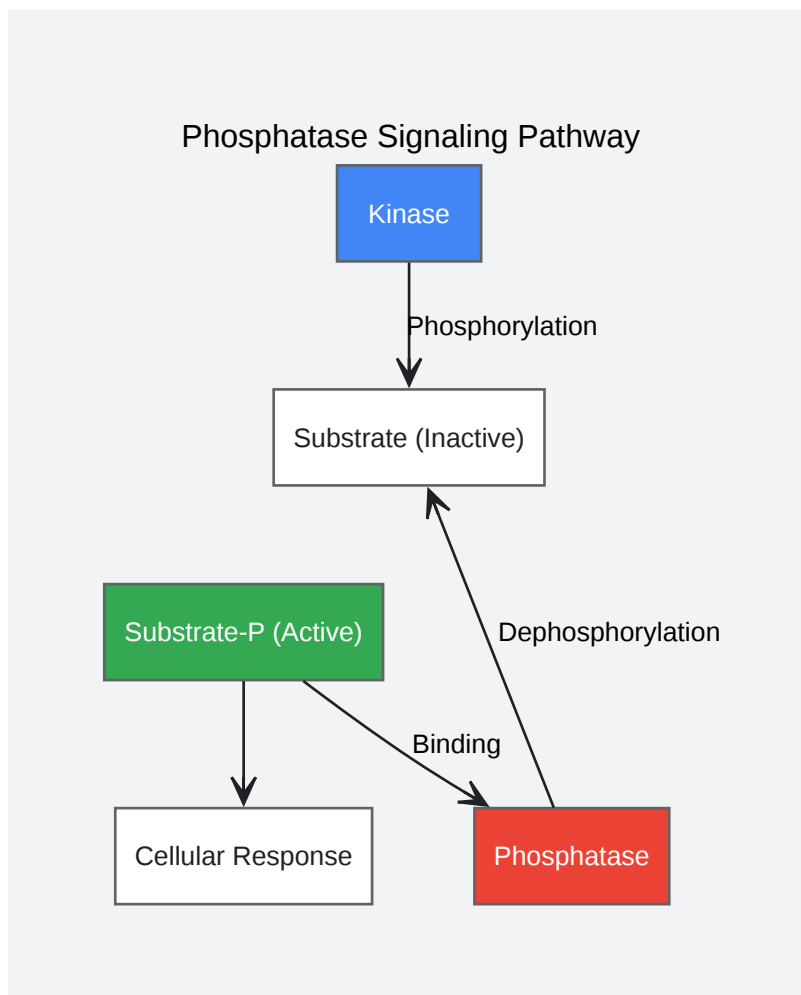 Phosphatase Signaling Pathway
Kinase
Phosphorylation
Substrate (Inactive)
Substrate-P (Active)
Dephosphorylation
Binding
Cellular Response
Phosphatase